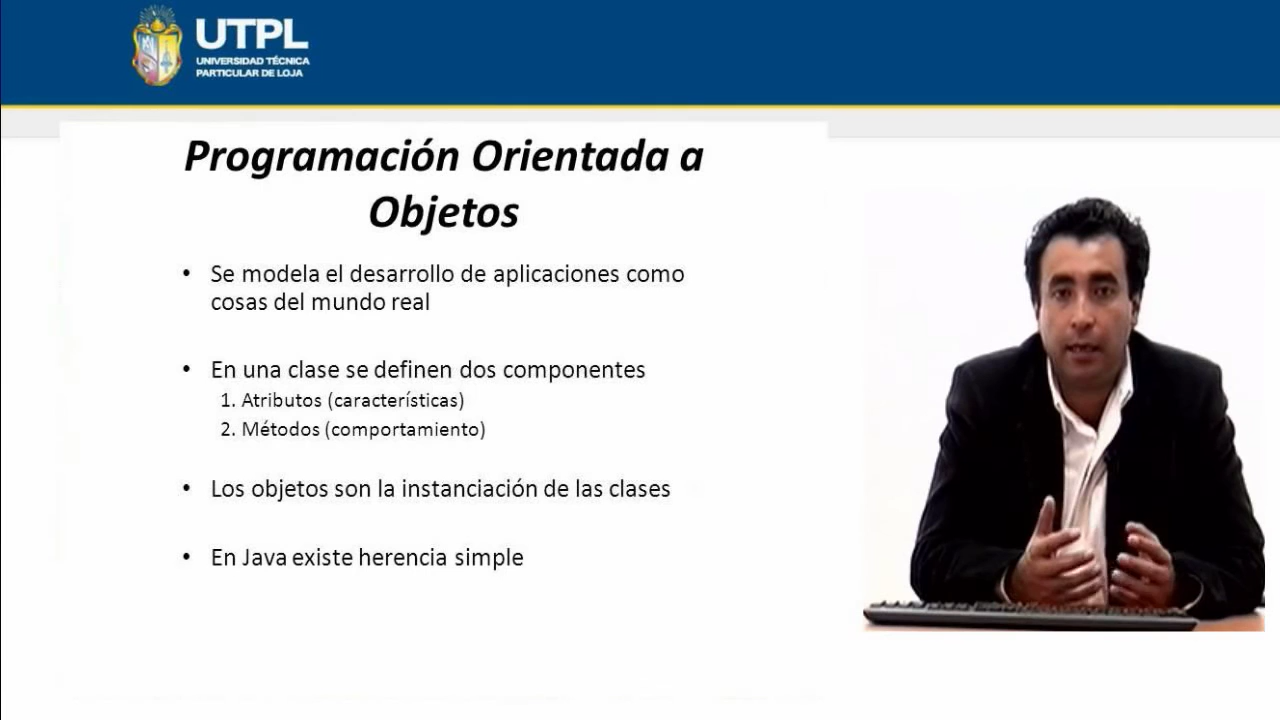 UTPL
UNIVERSIDAD TÉCNICA
PARTICULAR DE LOJA
Programación Orientada a
Objetos
• Se modela el desarrollo de aplicaciones como
cosas del mundo real
• En una clase se definen dos componentes
1. Atributos (características)
2. Métodos (comportamiento)
• Los objetos son la instanciación de las clases
• En Java existe herencia simple